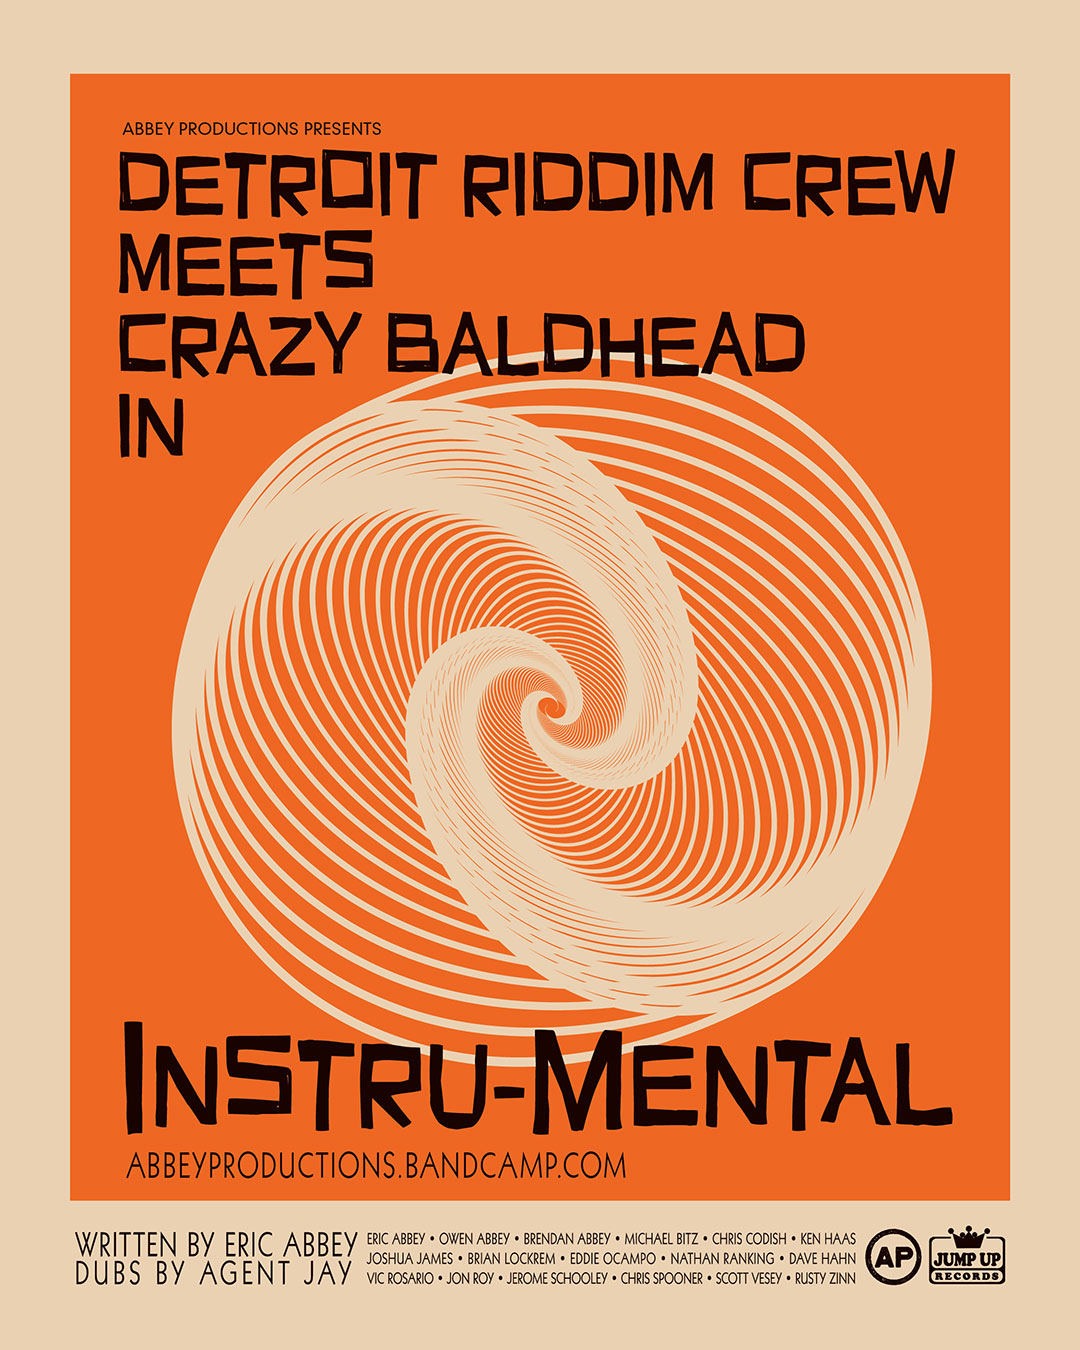 ABBEY PRODUCTIONS PRESENTS
DETROIT RIDDIM CREW
MEETS
CRAZY BALDHEAD
IN
INSTRU-MENTAL
ABBEYPRODUCTIONS.BANDCAMP.COM
WRITTEN BY ERIC ABBEY
DUBS BY AGENT JAY
ERIC ABBEY • OWEN ABBEY • BRENDAN ABBEY • MICHAEL BITZ • CHRIS CODISH • KEN HAAS
JOSHUA JAMES • BRIAN LOCKREM • EDDIE OCAMPO • NATHAN RANKING • DAVE HAHN
VIC ROSARIO • JON ROY • JEROME SCHOOLEY • CHRIS SPOONER • SCOTT VESEY • RUSTY ZINN
AP
JUMP UP
RECORDS